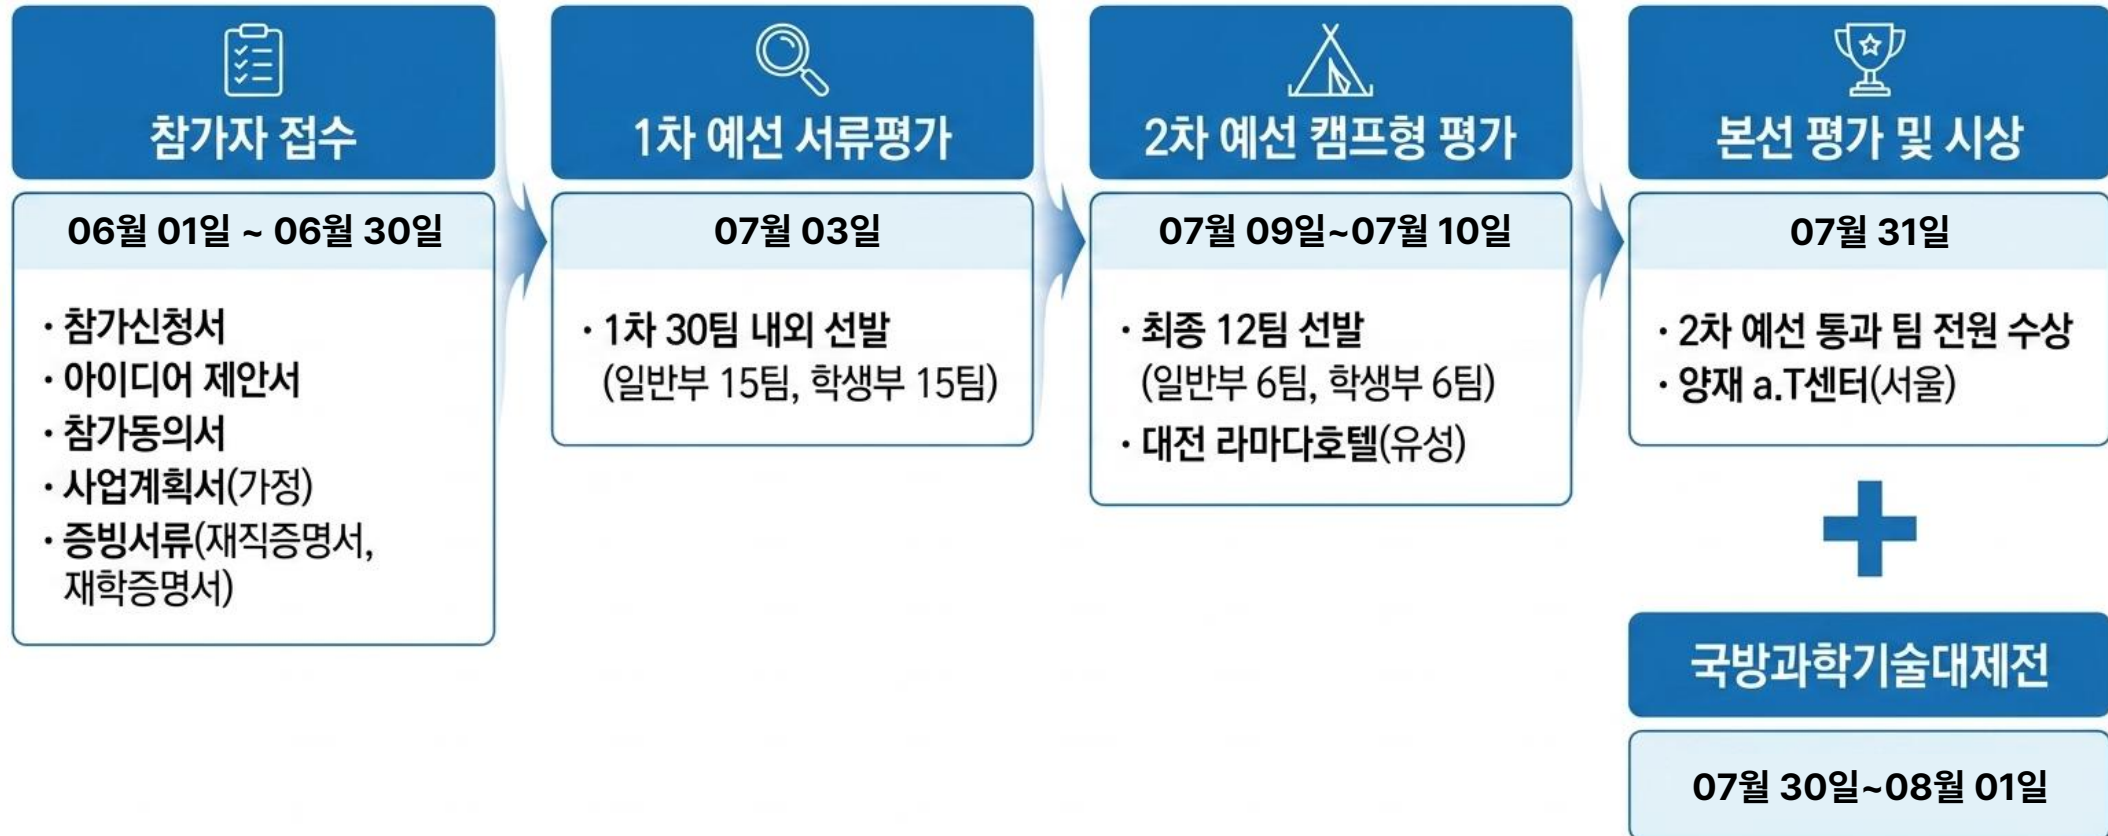 참가자 접수
06월 01일 ~ 06월 30일
· 참가신청서
· 아이디어 제안서
· 참가동의서
· 사업계획서(가정)
· 증빙서류(재직증명서,
재학증명서)
1차 예선 서류평가
07월 03일
· 1차 30팀 내외 선발
(일반부 15팀, 학생부 15팀)
2차 예선 캠프형 평가
07월 09일~07월 10일
· 최종 12팀 선발
(일반부 6팀, 학생부 6팀)
· 대전 라마다호텔(유성)
본선 평가 및 시상
07월 31일
· 2차 예선 통과 팀 전원 수상
· 양재 a.T센터(서울)
국방과학기술대제전
07월 30일~08월 01일